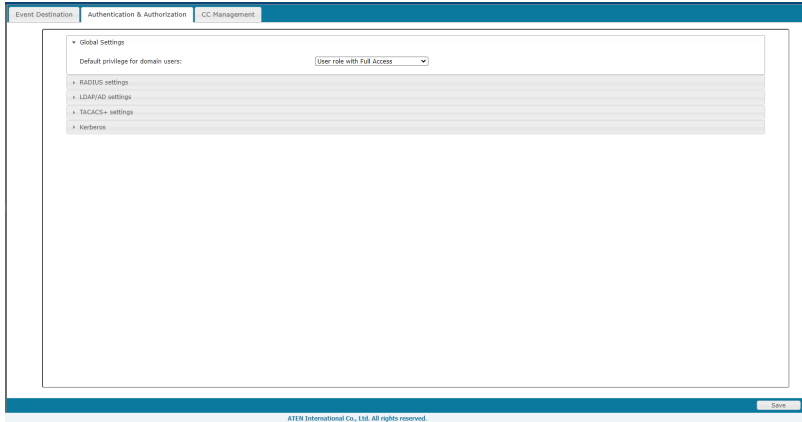 Event Destination
Authentication & Authorization
CC Management
Global Settings
Default privilege for domain users:
User role with Full Access
RADIUS settings
LDAP/AD settings
TACACS+ settings
Kerberos
Save
ATEN International Co., Ltd. All rights reserved.